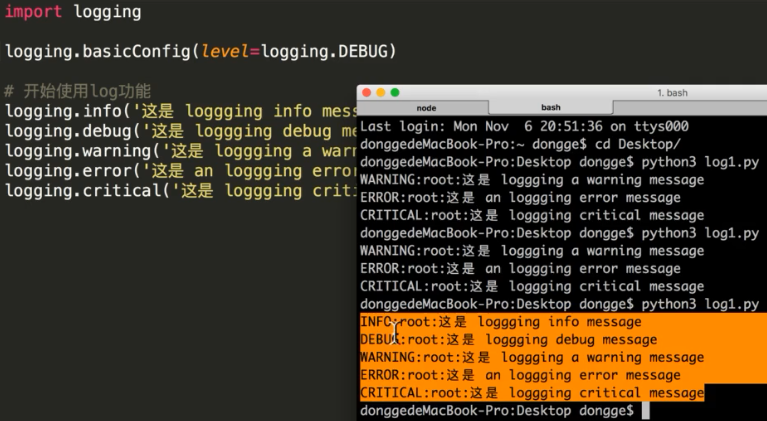 import logging
logging.basicConfig(level=logging.DEBUG)
# 开始使用log功能
logging.info('这是 loggging info mess
logging.debug('这是 loggging debug me
logging.warning('这是 loggging a warn
logging.error('这是 an loggging error
logging.critical('这是 loggging criti
1. bash
node
bash
Last login: Mon Nov  6 20:51:36 on ttys000
donggedeMacBook-Pro:~ dongge$ cd Desktop/
donggedeMacBook-Pro:Desktop dongge$ python3 log1.py
WARNING:root:这是 loggging a warning message
ERROR:root:这是 an loggging error message
CRITICAL:root:这是 loggging critical message
donggedeMacBook-Pro:Desktop dongge$ python3 log1.py
WARNING:root:这是 loggging a warning message
ERROR:root:这是 an loggging error message
CRITICAL:root:这是 loggging critical message
donggedeMacBook-Pro:Desktop dongge$ python3 log1.py
INFO:root:这是 loggging info message
DEBUG:root:这是 loggging debug message
WARNING:root:这是 loggging a warning message
ERROR:root:这是 an loggging error message
CRITICAL:root:这是 loggging critical message
donggedeMacBook-Pro:Desktop dongge$